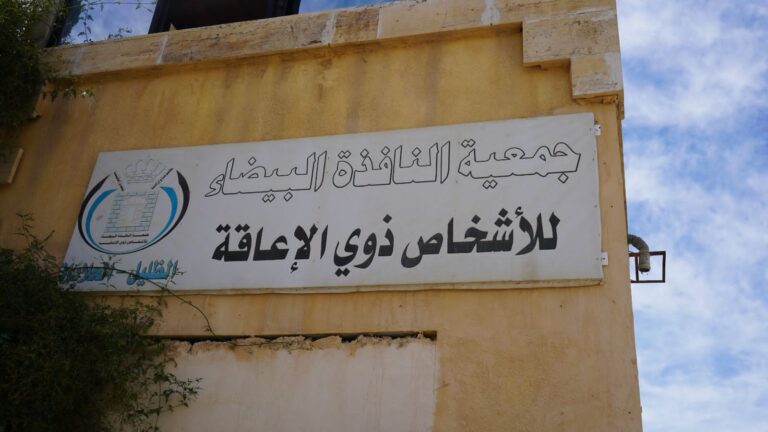 جمعية النافذة البيضاء
للأشخاص ذوي الإعاقة